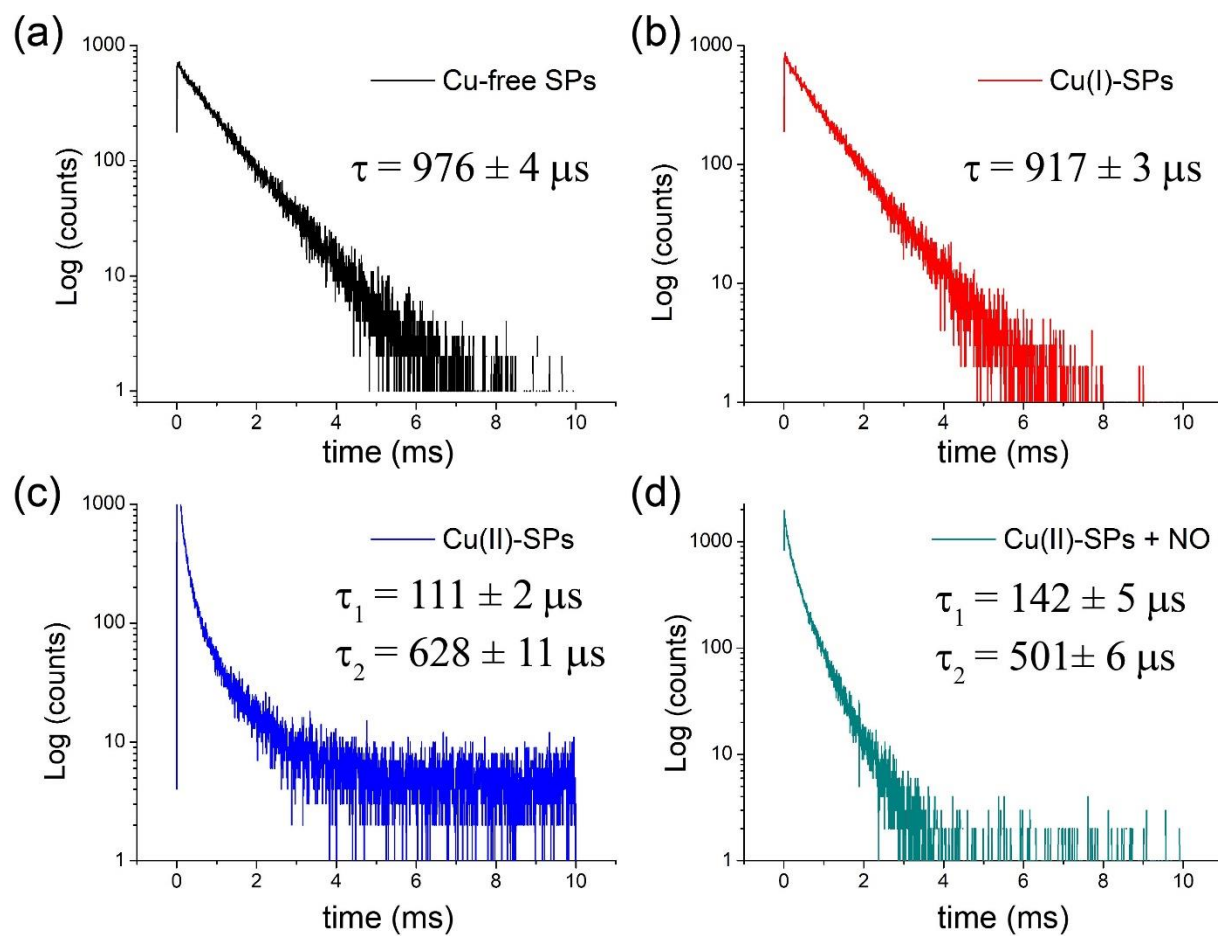 (a)
1000
100
10
1
Log (counts)
Cu-free SPs
τ = 976 ± 4 μs
0 2 4 6 8 10
time (ms)
(b)
1000
100
10
1
Log (counts)
Cu(I)-SPs
τ = 917 ± 3 μs
0 2 4 6 8 10
time (ms)
(c)
1000
100
10
1
Log (counts)
Cu(II)-SPs
τ₁ = 111 ± 2 μs
τ₂ = 628 ± 11 μs
0 2 4 6 8 10
time (ms)
(d)
1000
100
10
1
Log (counts)
Cu(II)-SPs + NO
τ₁ = 142 ± 5 μs
τ₂ = 501± 6 μs
0 2 4 6 8 10
time (ms)